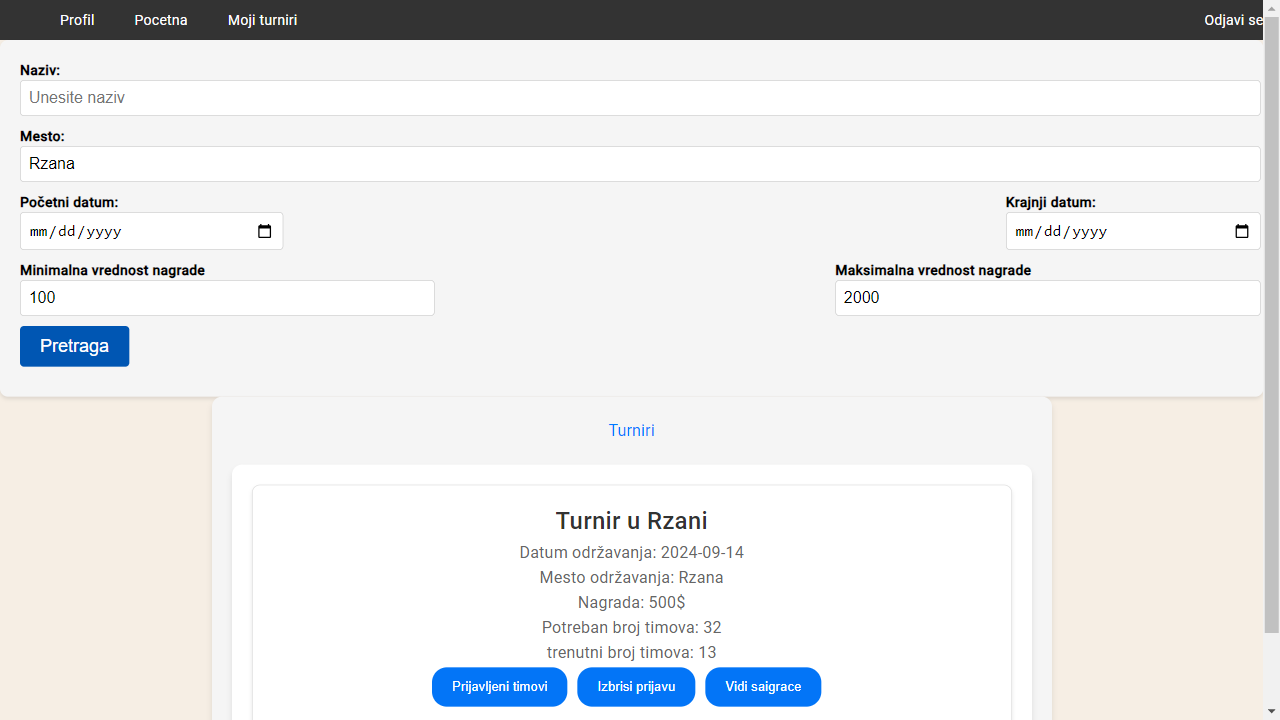 Profil Pocetna Moji turniri Odjavi se
Naziv:
Unesite naziv
Mesto:
Rzana
Početni datum: Krajnji datum:
mm/dd/yyyy mm/dd/yyyy
Minimalna vrednost nagrade Maksimalna vrednost nagrade
100 2000
Pretraga
Turniri
Turnir u Rzani
Datum održavanja: 2024-09-14
Mesto održavanja: Rzana
Nagrada: 500$
Potreban broj timova: 32
trenutni broj timova: 13
Prijavljeni timovi Izbrisi prijavu Vidi saigrace